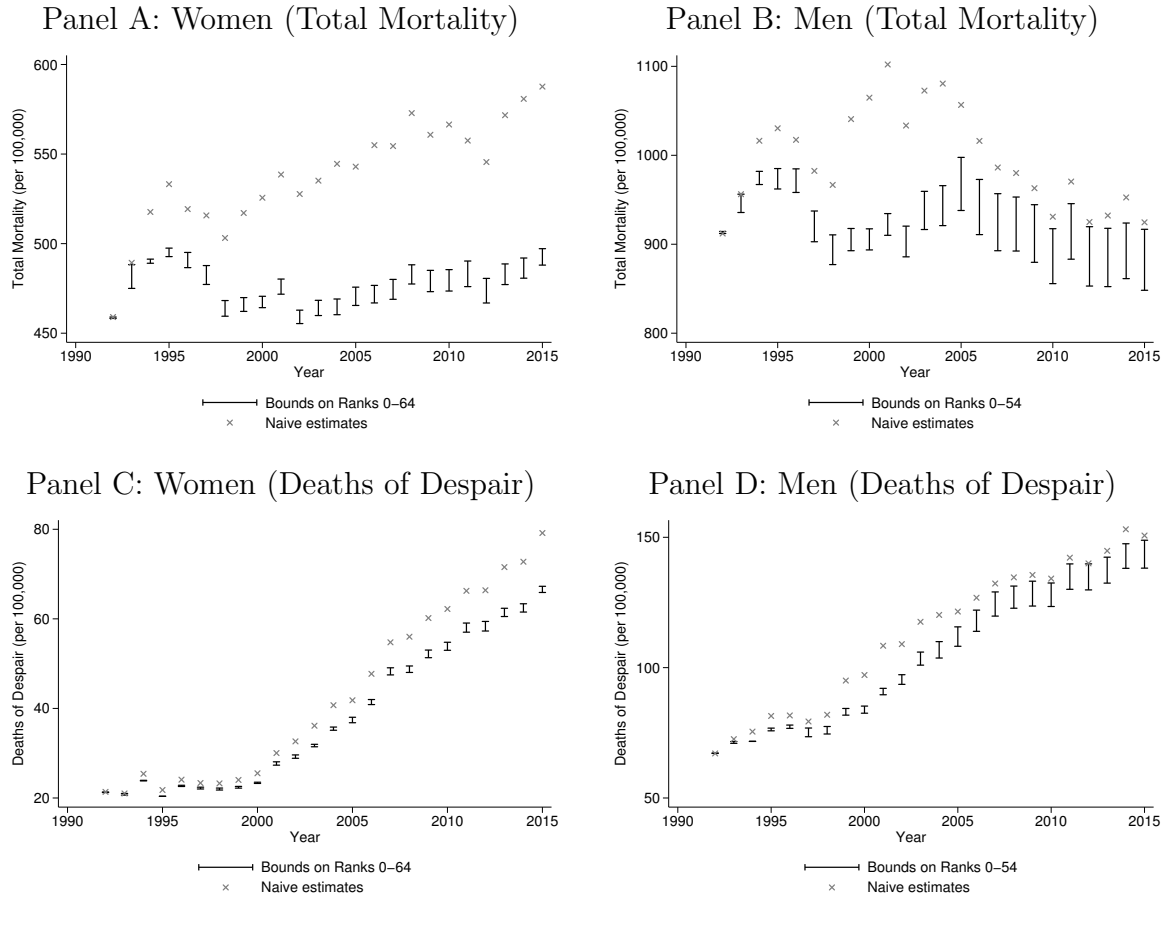 Panel A: Women (Total Mortality)
Total Mortality (per 100,000)
600
550
500
450
1990 1995 2000 2005 2010 2015
Year
Bounds on Ranks 0−64
Naive estimates
Panel B: Men (Total Mortality)
Total Mortality (per 100,000)
1100
1000
900
800
1990 1995 2000 2005 2010 2015
Year
Bounds on Ranks 0−54
Naive estimates
Panel C: Women (Deaths of Despair)
Deaths of Despair (per 100,000)
80
60
40
20
1990 1995 2000 2005 2010 2015
Year
Bounds on Ranks 0−64
Naive estimates
Panel D: Men (Deaths of Despair)
Deaths of Despair (per 100,000)
150
100
50
1990 1995 2000 2005 2010 2015
Year
Bounds on Ranks 0−54
Naive estimates